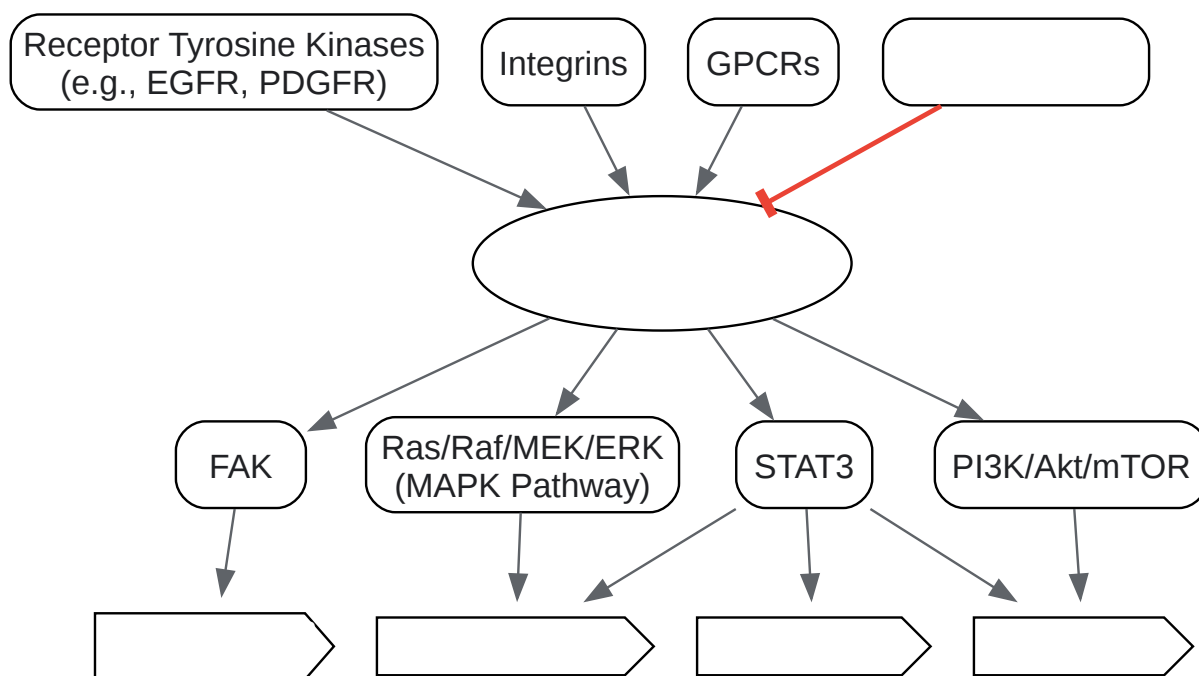 Receptor Tyrosine Kinases
(e.g., EGFR, PDGFR)
Integrins
GPCRs
FAK
Ras/Raf/MEK/ERK
(MAPK Pathway)
STAT3
PI3K/Akt/mTOR